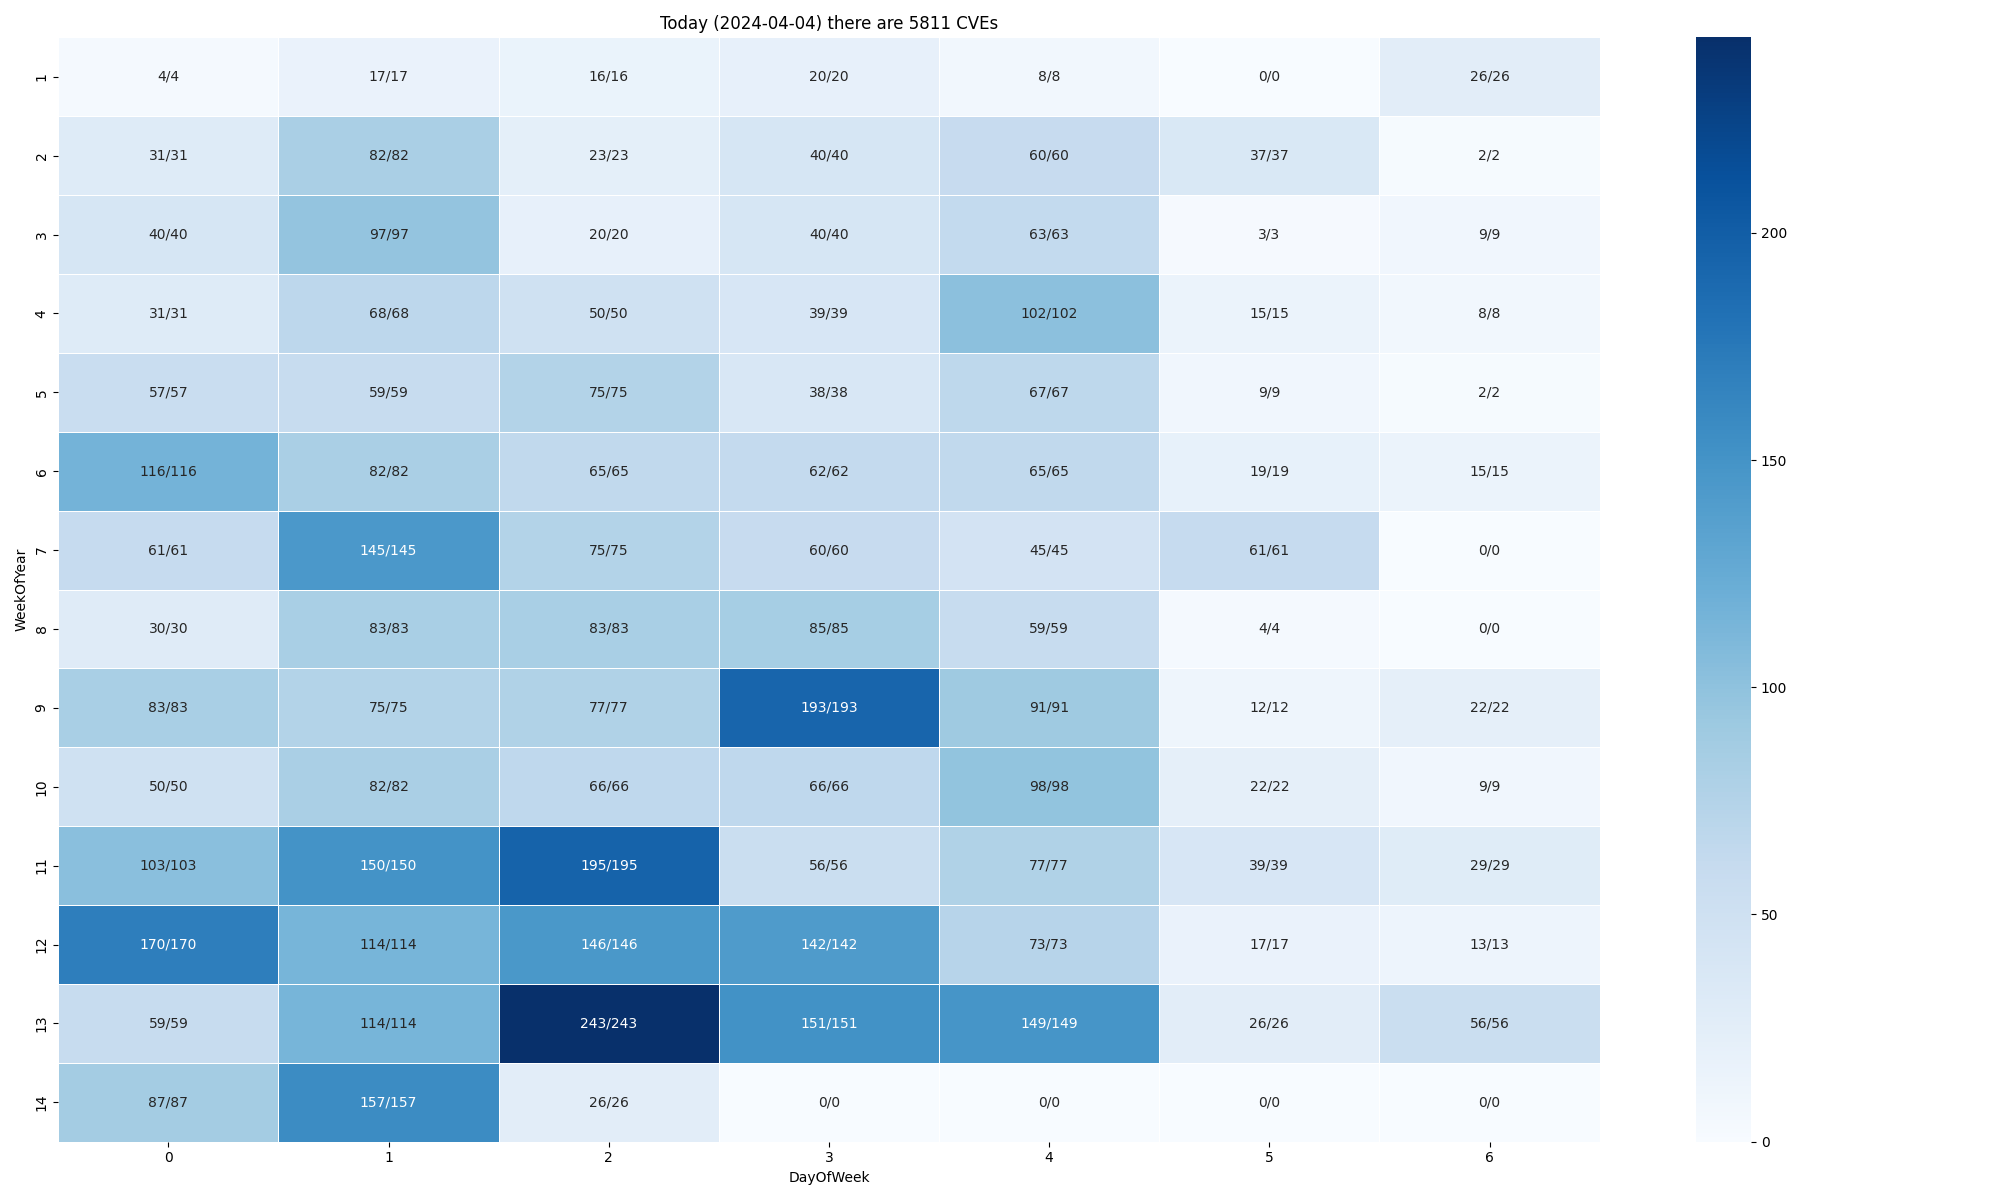 Today (2024-04-04) there are 5811 CVEs
1 4/4 17/17 16/16 20/20 8/8 0/0 26/26
2 31/31 82/82 23/23 40/40 60/60 37/37 2/2
3 40/40 97/97 20/20 40/40 63/63 3/3 9/9
4 31/31 68/68 50/50 39/39 102/102 15/15 8/8
5 57/57 59/59 75/75 38/38 67/67 9/9 2/2
6 116/116 82/82 65/65 62/62 65/65 19/19 15/15
7 61/61 145/145 75/75 60/60 45/45 61/61 0/0
8 30/30 83/83 83/83 85/85 59/59 4/4 0/0
9 83/83 75/75 77/77 193/193 91/91 12/12 22/22
10 50/50 82/82 66/66 66/66 98/98 22/22 9/9
11 103/103 150/150 195/195 56/56 77/77 39/39 29/29
12 170/170 114/114 146/146 142/142 73/73 17/17 13/13
13 59/59 114/114 243/243 151/151 149/149 26/26 56/56
14 87/87 157/157 26/26 0/0 0/0 0/0 0/0
0 1 2 3 4 5 6
DayOfWeek
WeekOfYear
200
150
100
50
0